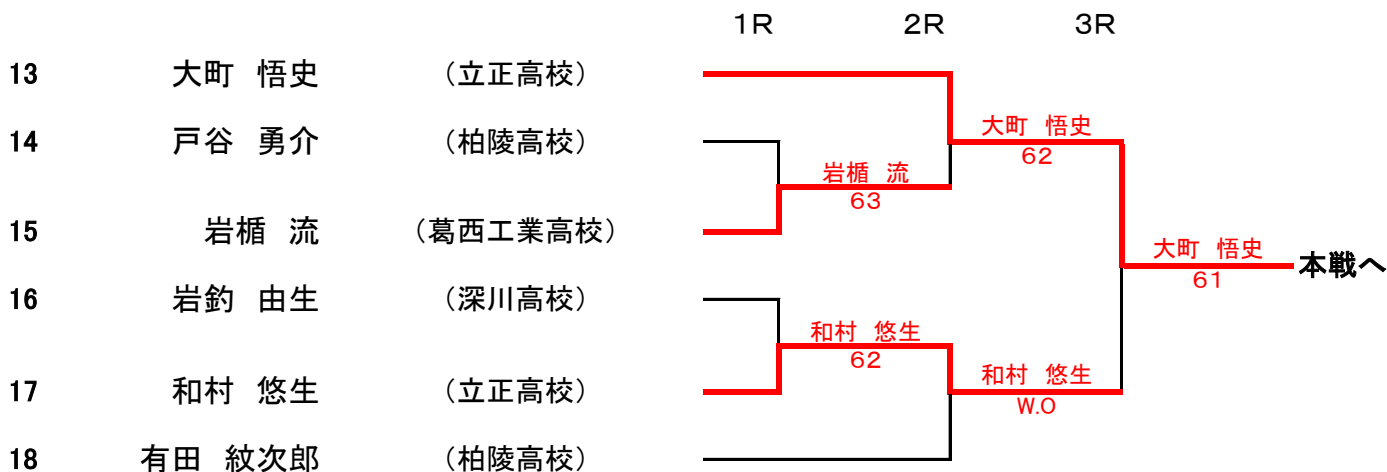 1R 2R 3R
13 大町 悟史 (立正高校)
大町 悟史
14 戸谷 勇介 (柏陵高校)
62
岩楯 流
63
15 岩楯 流 (葛西工業高校)
大町 悟史 本戦へ
61
16 岩釣 由生 (深川高校)
和村 悠生
62
和村 悠生
17 和村 悠生 (立正高校)
W.O
18 有田 紋次郎 (柏陵高校)